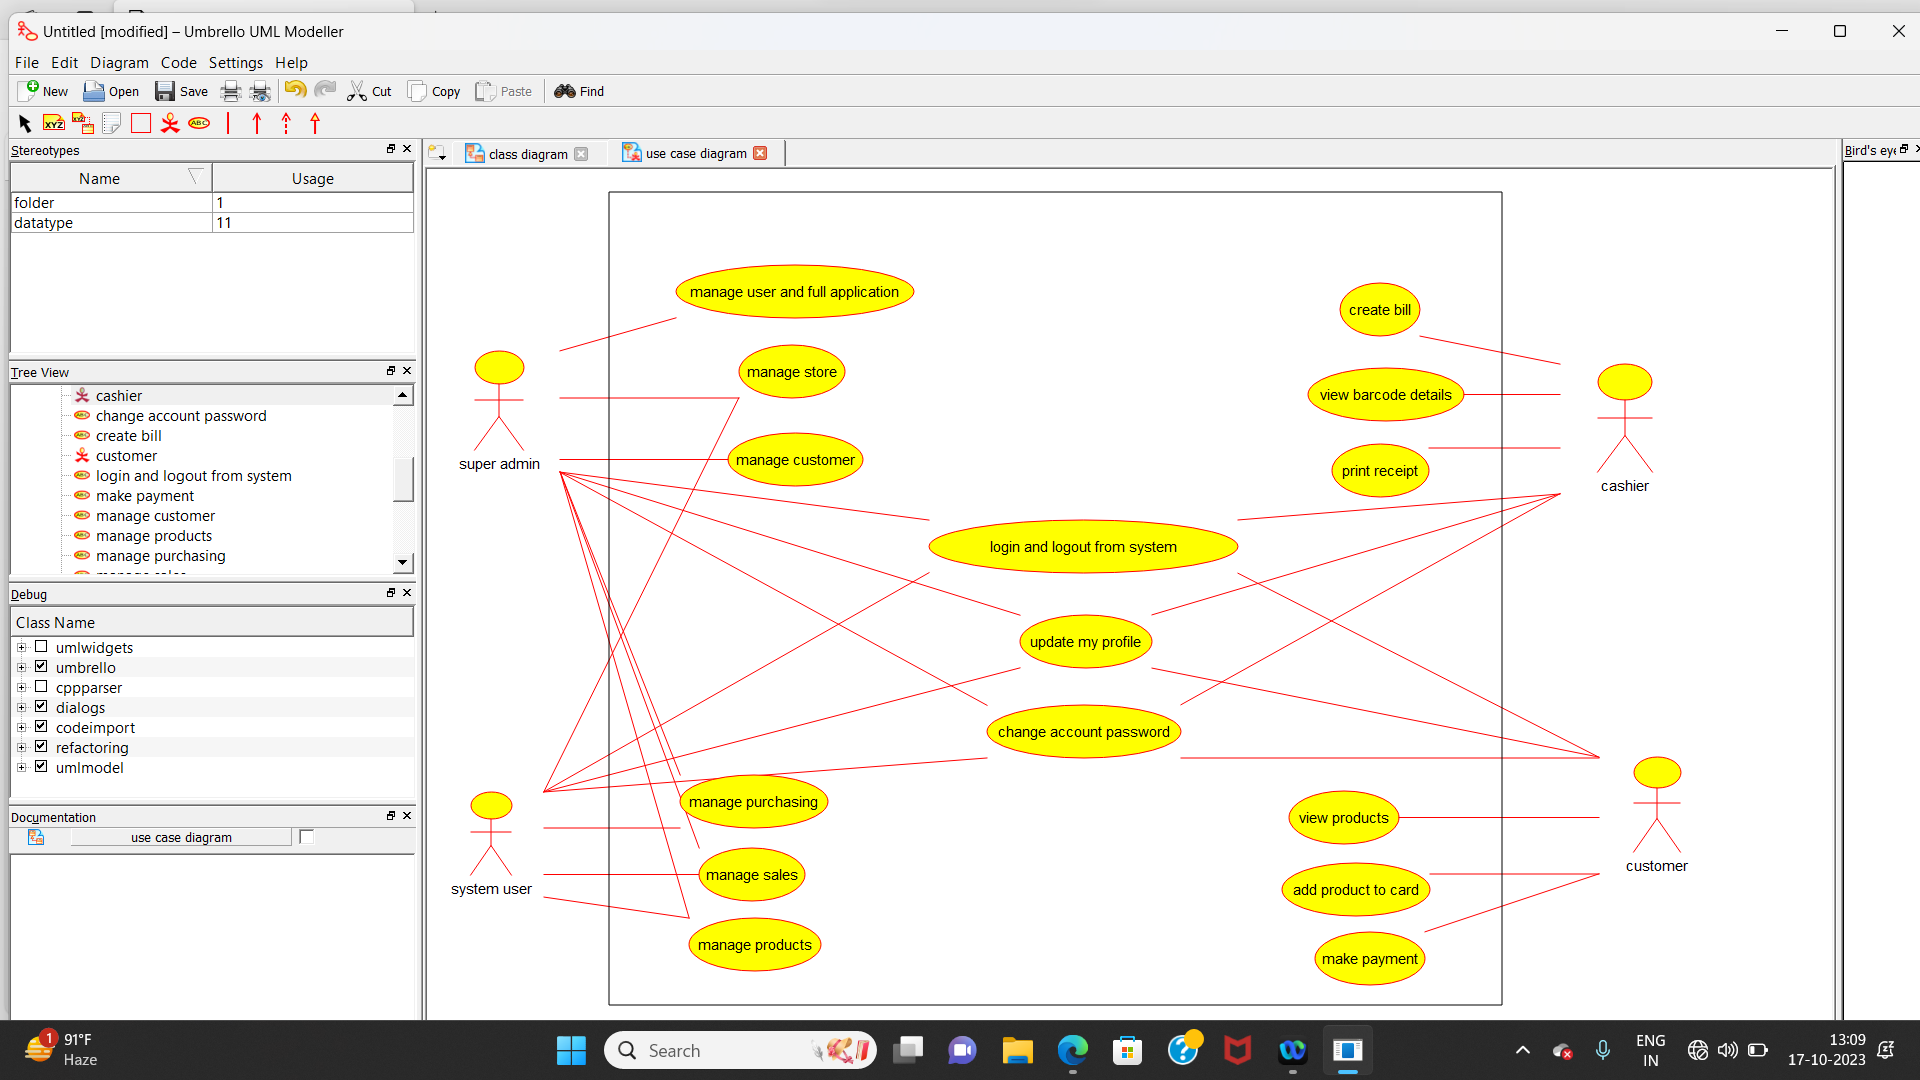 Untitled [modified] – Umbrello UML Modeller
File Edit Diagram Code Settings Help
New Open Save Cut Copy Paste Find
XYZ XYZ ABC
Stereotypes
Name Usage
folder 1
datatype 11
Tree View
cashier
change account password
create bill
customer
login and logout from system
make payment
manage customer
manage products
manage purchasing
Debug
Class Name
umlwidgets
umbrello
cppparser
dialogs
codeimport
refactoring
umlmodel
Documentation
use case diagram
class diagram
use case diagram
Bird's eye
manage user and full application
create bill
manage store
view barcode details
super admin
manage customer
print receipt
cashier
login and logout from system
update my profile
change account password
manage purchasing
view products
system user
manage sales
customer
add product to card
manage products
make payment
1
91°F
Haze
Search
ENG
IN
13:09
17-10-2023